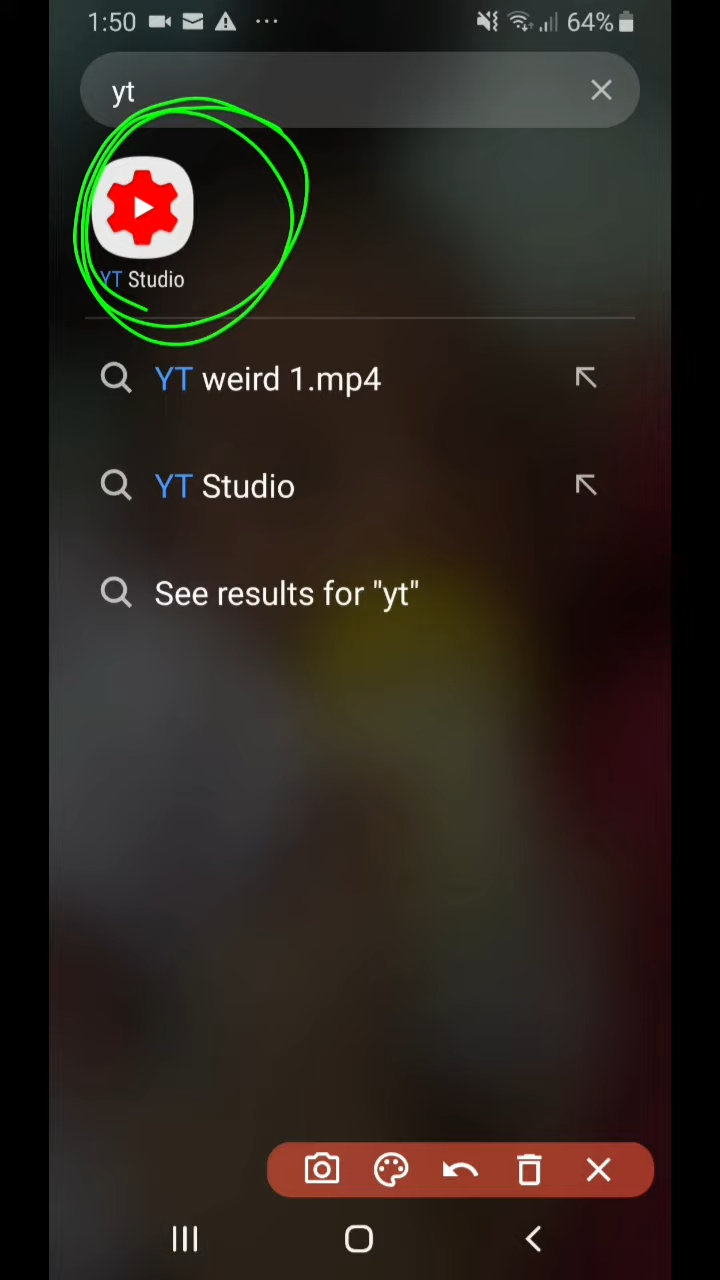 1:50 64%
yt
YT Studio
YT weird 1.mp4
YT Studio
See results for "yt"